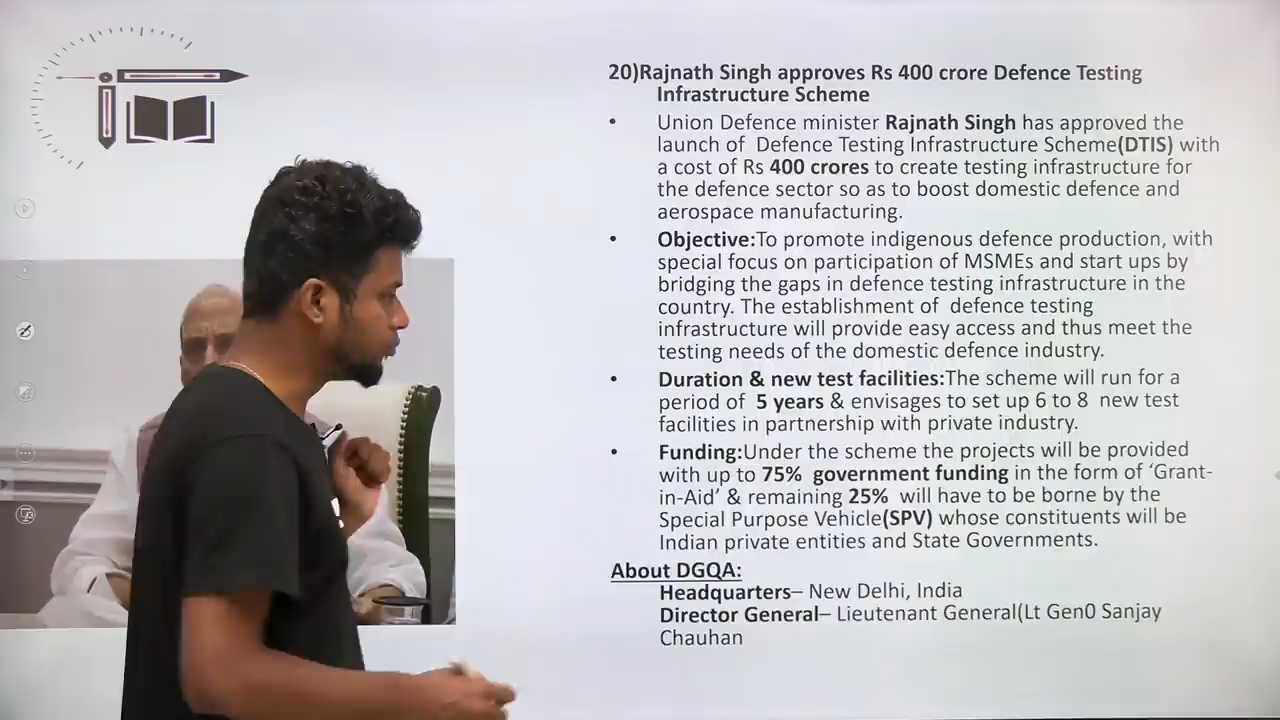 20)Rajnath Singh approves Rs 400 crore Defence Testing
Infrastructure Scheme
• Union Defence minister Rajnath Singh has approved the
launch of  Defence Testing Infrastructure Scheme(DTIS) with
a cost of Rs 400 crores to create testing infrastructure for
the defence sector so as to boost domestic defence and
aerospace manufacturing.
• Objective:To promote indigenous defence production, with
special focus on participation of MSMEs and start ups by
bridging the gaps in defence testing infrastructure in the
country. The establishment of  defence testing
infrastructure will provide easy access and thus meet the
testing needs of the domestic defence industry.
• Duration & new test facilities:The scheme will run for a
period of  5 years & envisages to set up 6 to 8  new test
facilities in partnership with private industry.
• Funding:Under the scheme the projects will be provided
with up to 75%  government funding in the form of ‘Grant-
in-Aid’ & remaining 25%  will have to be borne by the
Special Purpose Vehicle(SPV) whose constituents will be
Indian private entities and State Governments.
About DGQA:
Headquarters– New Delhi, India
Director General– Lieutenant General(Lt Gen0 Sanjay
Chauhan